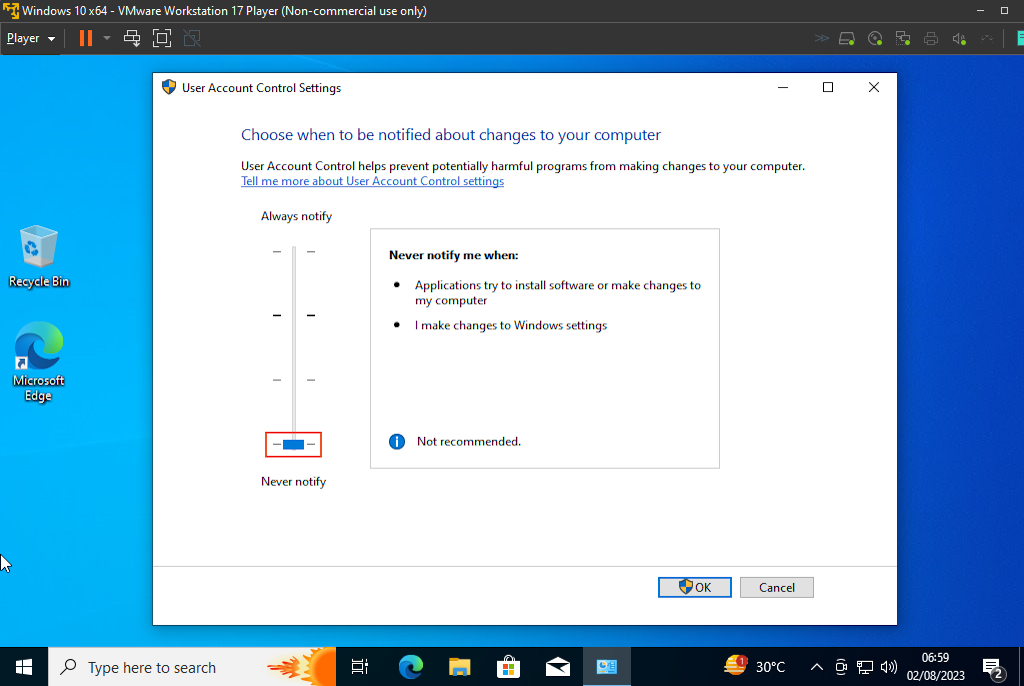 Windows 10 x64 - VMware Workstation 17 Player (Non-commercial use only)
Player
User Account Control Settings
Choose when to be notified about changes to your computer
User Account Control helps prevent potentially harmful programs from making changes to your computer.
Tell me more about User Account Control settings
Always notify
Never notify me when:
Applications try to install software or make changes to
my computer
I make changes to Windows settings
Not recommended.
Never notify
OK
Cancel
Recycle Bin
Microsoft
Edge
Type here to search
1
30°C
06:59
02/08/2023
2